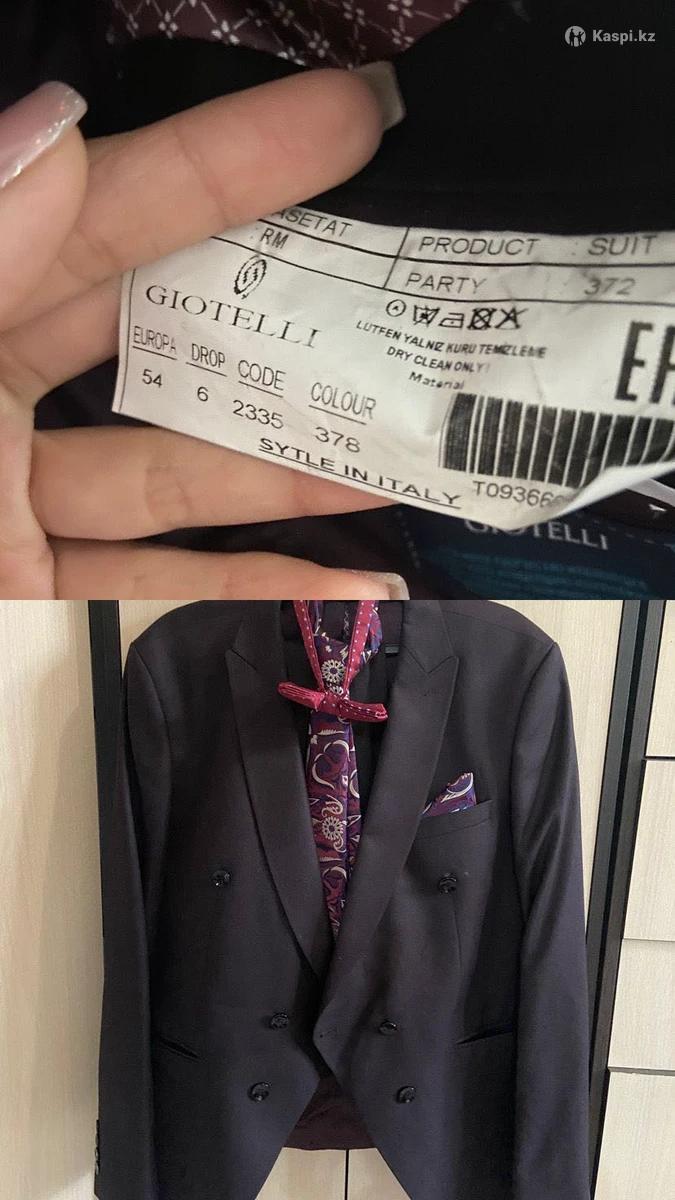 Kaspi.kz
ASETAT
RM
PRODUCT : SUIT
PARTY : 372
GIOTELLI
LUTFEN YALNIZ KURU TEMIZLEME
DRY CLEAN ONLY!
Material
EUROPA DROP CODE COLOUR
54 6 2335 378
SYTLE IN ITALY
T09366
GIOTELLI